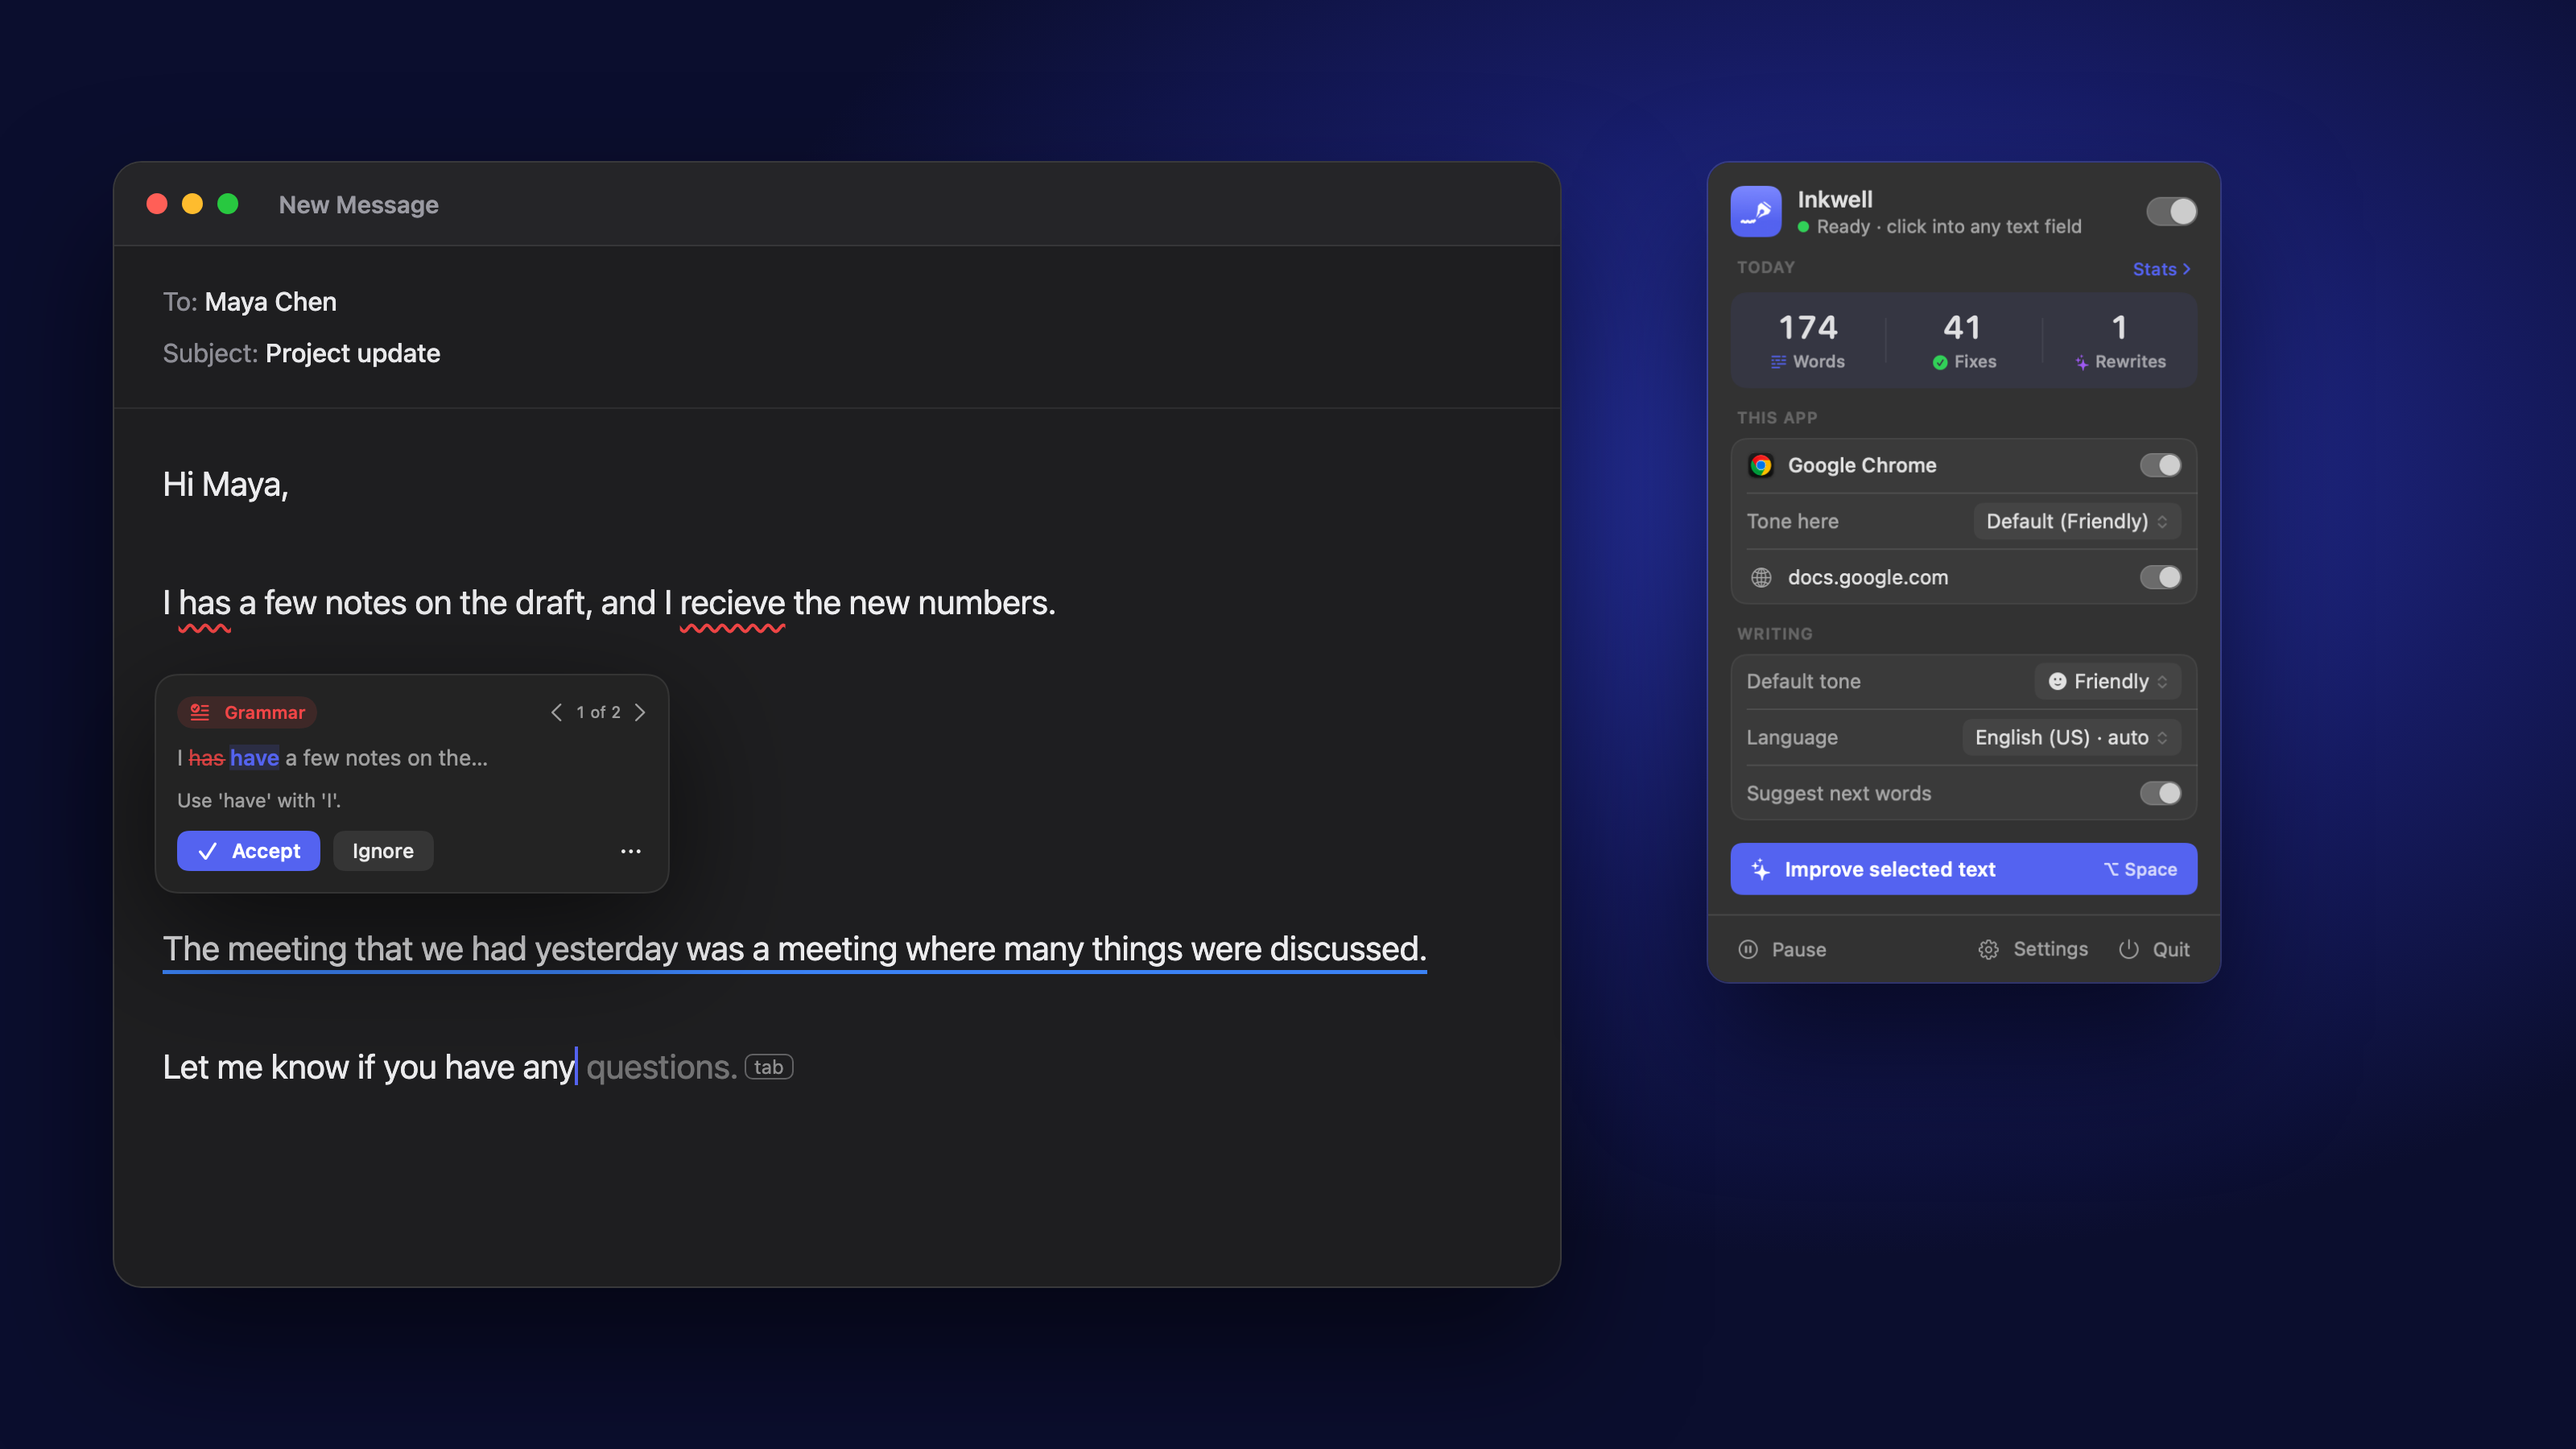 New Message
To: Maya Chen
Subject: Project update
Hi Maya,
I has a few notes on the draft, and I recieve the new numbers.
Grammar
1 of 2
I has have a few notes on the...
Use 'have' with 'I'.
Accept
Ignore
The meeting that we had yesterday was a meeting where many things were discussed.
Let me know if you have any questions. tab
Inkwell
Ready · click into any text field
TODAY
Stats
174 41 1
Words Fixes Rewrites
THIS APP
Google Chrome
Tone here Default (Friendly)
docs.google.com
WRITING
Default tone Friendly
Language English (US) · auto
Suggest next words
Improve selected text ⌥ Space
Pause Settings Quit